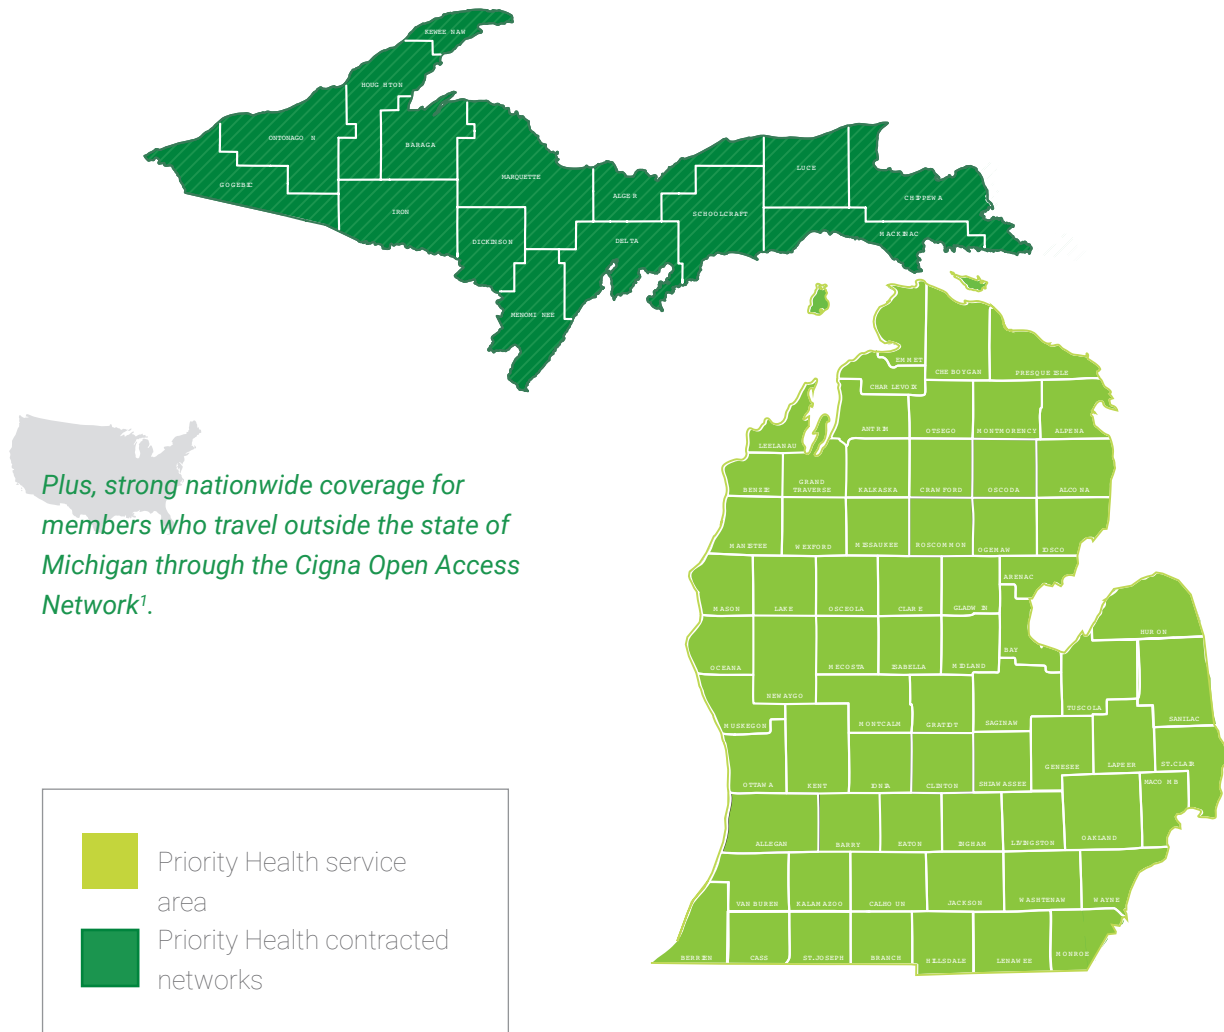 KEWEENAW
HOUGHTON
ONTONAGON
BARAGA
GOGEBIC
MARQUETTE
LUCE
ALGER
CHIPPEWA
IRON
SCHOOLCRAFT
MACKINAC
DICKINSON
DELTA
MENOMINEE
EMMET
CHEBOYGAN
PRESQUE ISLE
CHARLEVOIX
ANTRIM
OTSEGO
MONTMORENCY
ALPENA
LEELANAU
BENZIE
GRAND
TRAVERSE
KALKASKA
CRAWFORD
OSCODA
ALCONA
MANISTEE
WEXFORD
MISSAUKEE
ROSCOMMON
OGEMAW
IOSCO
ARENAC
MASON
LAKE
OSCEOLA
CLARE
GLADWIN
HURON
BAY
OCEANA
MECOSTA
ISABELLA
MIDLAND
NEWAYGO
TUSCOLA
SANILAC
MUSKEGON
MONTCALM
GRATIOT
SAGINAW
GENESEE
LAPEER
ST.CLAIR
OTTAWA
KENT
IONIA
CLINTON
SHIAWASSEE
MACOMB
OAKLAND
ALLEGAN
BARRY
EATON
INGHAM
LIVINGSTON
VAN BUREN
KALAMAZOO
CALHOUN
JACKSON
WASHTENAW
WAYNE
BERRIEN
CASS
ST.JOSEPH
BRANCH
HILLSDALE
LENAWEE
MONROE
Plus, strong nationwide coverage for
members who travel outside the state of
Michigan through the Cigna Open Access
Network¹.
Priority Health service
area
Priority Health contracted
networks